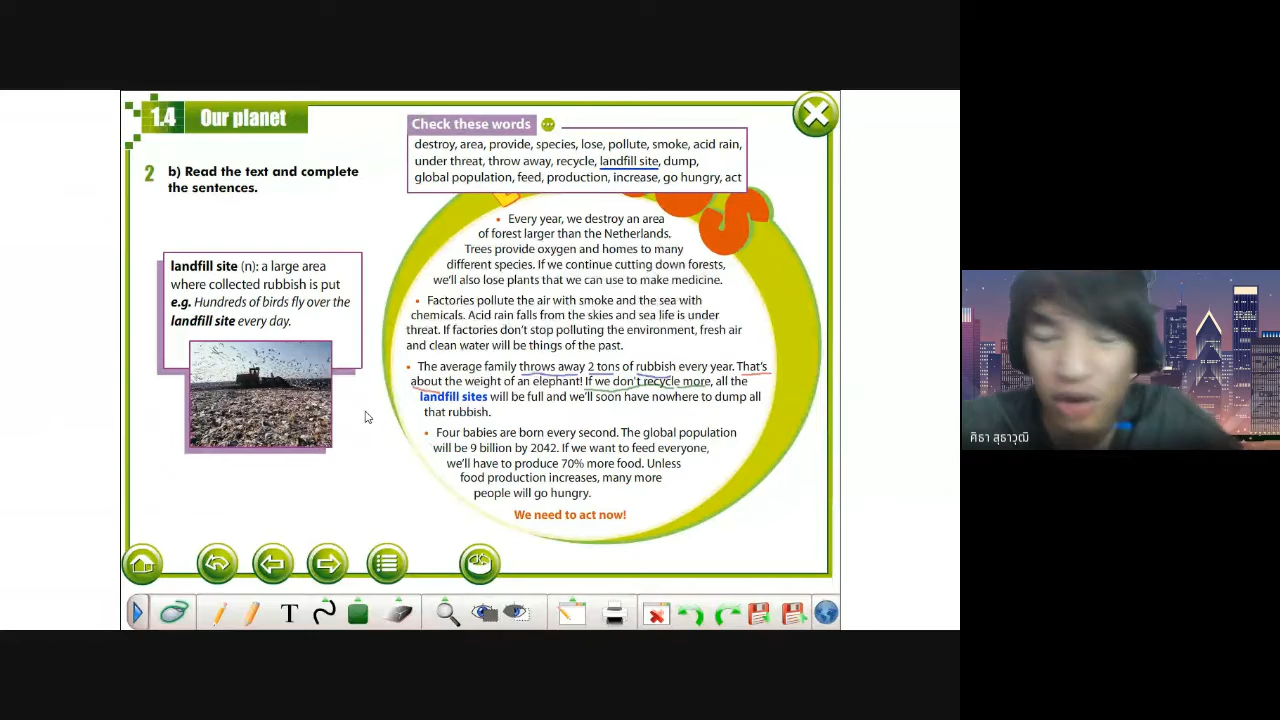 1.4 Our planet
2 b) Read the text and complete
the sentences.
Check these words
destroy, area, provide, species, lose, pollute, smoke, acid rain,
under threat, throw away, recycle, landfill site, dump,
global population, feed, production, increase, go hungry, act
landfill site (n): a large area
where collected rubbish is put
e.g. Hundreds of birds fly over the
landfill site every day.
• Every year, we destroy an area
of forest larger than the Netherlands.
Trees provide oxygen and homes to many
different species. If we continue cutting down forests,
we'll also lose plants that we can use to make medicine.
• Factories pollute the air with smoke and the sea with
chemicals. Acid rain falls from the skies and sea life is under
threat. If factories don't stop polluting the environment, fresh air
and clean water will be things of the past.
• The average family throws away 2 tons of rubbish every year. That's
about the weight of an elephant! If we don't recycle more, all the
landfill sites will be full and we'll soon have nowhere to dump all
that rubbish.
• Four babies are born every second. The global population
will be 9 billion by 2042. If we want to feed everyone,
we'll have to produce 70% more food. Unless
food production increases, many more
people will go hungry.
We need to act now!
T
ศิธา สุธาวุฒิ